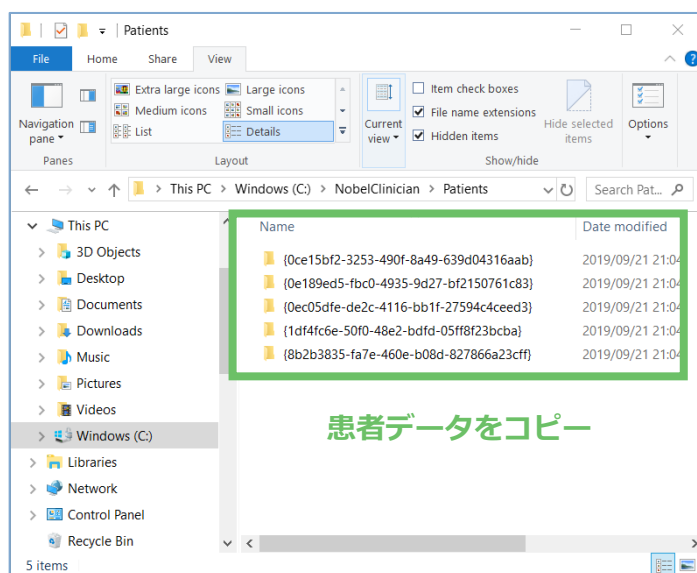 Patients
File Home Share View
Extra large icons Large icons
Medium icons Small icons
List Details
Navigation pane
Panes
Layout
Current view
Item check boxes
File name extensions
Hidden items
Hide selected items
Options
Show/hide
This PC > Windows (C:) > NobelClinician > Patients
Search Pat...
This PC
3D Objects
Desktop
Documents
Downloads
Music
Pictures
Videos
Windows (C:)
Libraries
Network
Control Panel
Recycle Bin
Name Date modified
{0ce15bf2-3253-490f-8a49-639d04316aab} 2019/09/21 21:04
{0e189ed5-fbc0-4935-9d27-bf2150761c83} 2019/09/21 21:04
{0ec05dfe-de2c-4116-bb1f-27594c4ceed3} 2019/09/21 21:04
{1df4fc6e-50f0-48e2-bdfd-05ff8f23bcba} 2019/09/21 21:04
{8b2b3835-fa7e-460e-b08d-827866a23cff} 2019/09/21 21:04
患者データをコピー
5 items